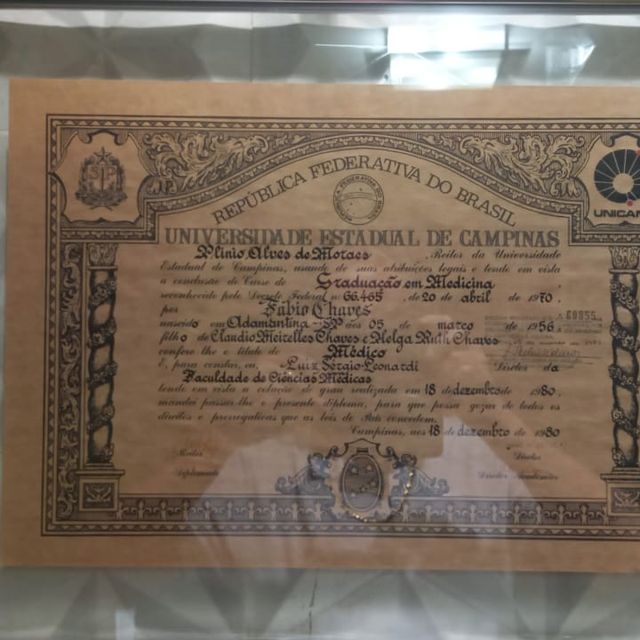 REPÚBLICA FEDERATIVA DO BRASIL
SP
UNICAMP
UNIVERSIDADE ESTADUAL DE CAMPINAS
Plinio Alves de Moraes, Reitor da Universidade
Estadual de Campinas, usando de suas atribuições legais e tendo em vista
a conclusão do Curso de Graduação em Medicina
reconhecido pelo Decreto Federal nº 66.465 de 20 de abril de 1970.
por Fábio Chaves
nascido em Adamantina-SP aos 05 de março de 1956
filho de Claudio Meirelles Chaves e Helga Ruth Chaves
confere-lhe o título de Médico
E, para constar, eu, Luiz Sérgio Leonardi Diretor da
Faculdade de Ciências Médicas
tendo em vista a colação de grau realizada em 18 de dezembro de 1980.
mandei passar-lhe o presente diploma, para que possa gozar de todos os
direitos e prerrogativas que as leis do País concedem.
Campinas, aos 18 de dezembro de 1980
Reitor
Diretor
Diplomado